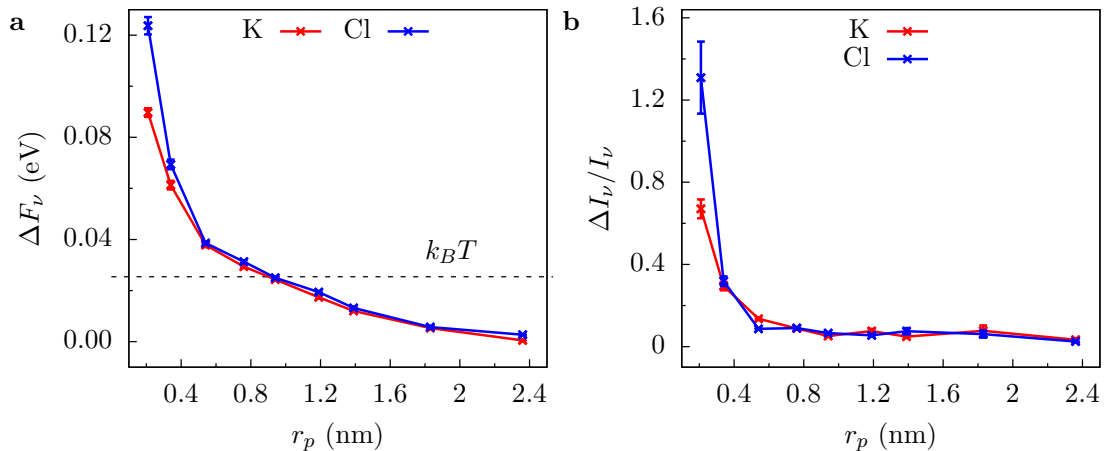 a
K
Cl
ΔF_ν (eV)
0.12
0.08
0.04
0.00
k_BT
0.4 0.8 1.2 1.6 2 2.4
r_p (nm)
b
K
Cl
ΔI_ν/I_ν
1.6
1.2
0.8
0.4
0
0.4 0.8 1.2 1.6 2 2.4
r_p (nm)